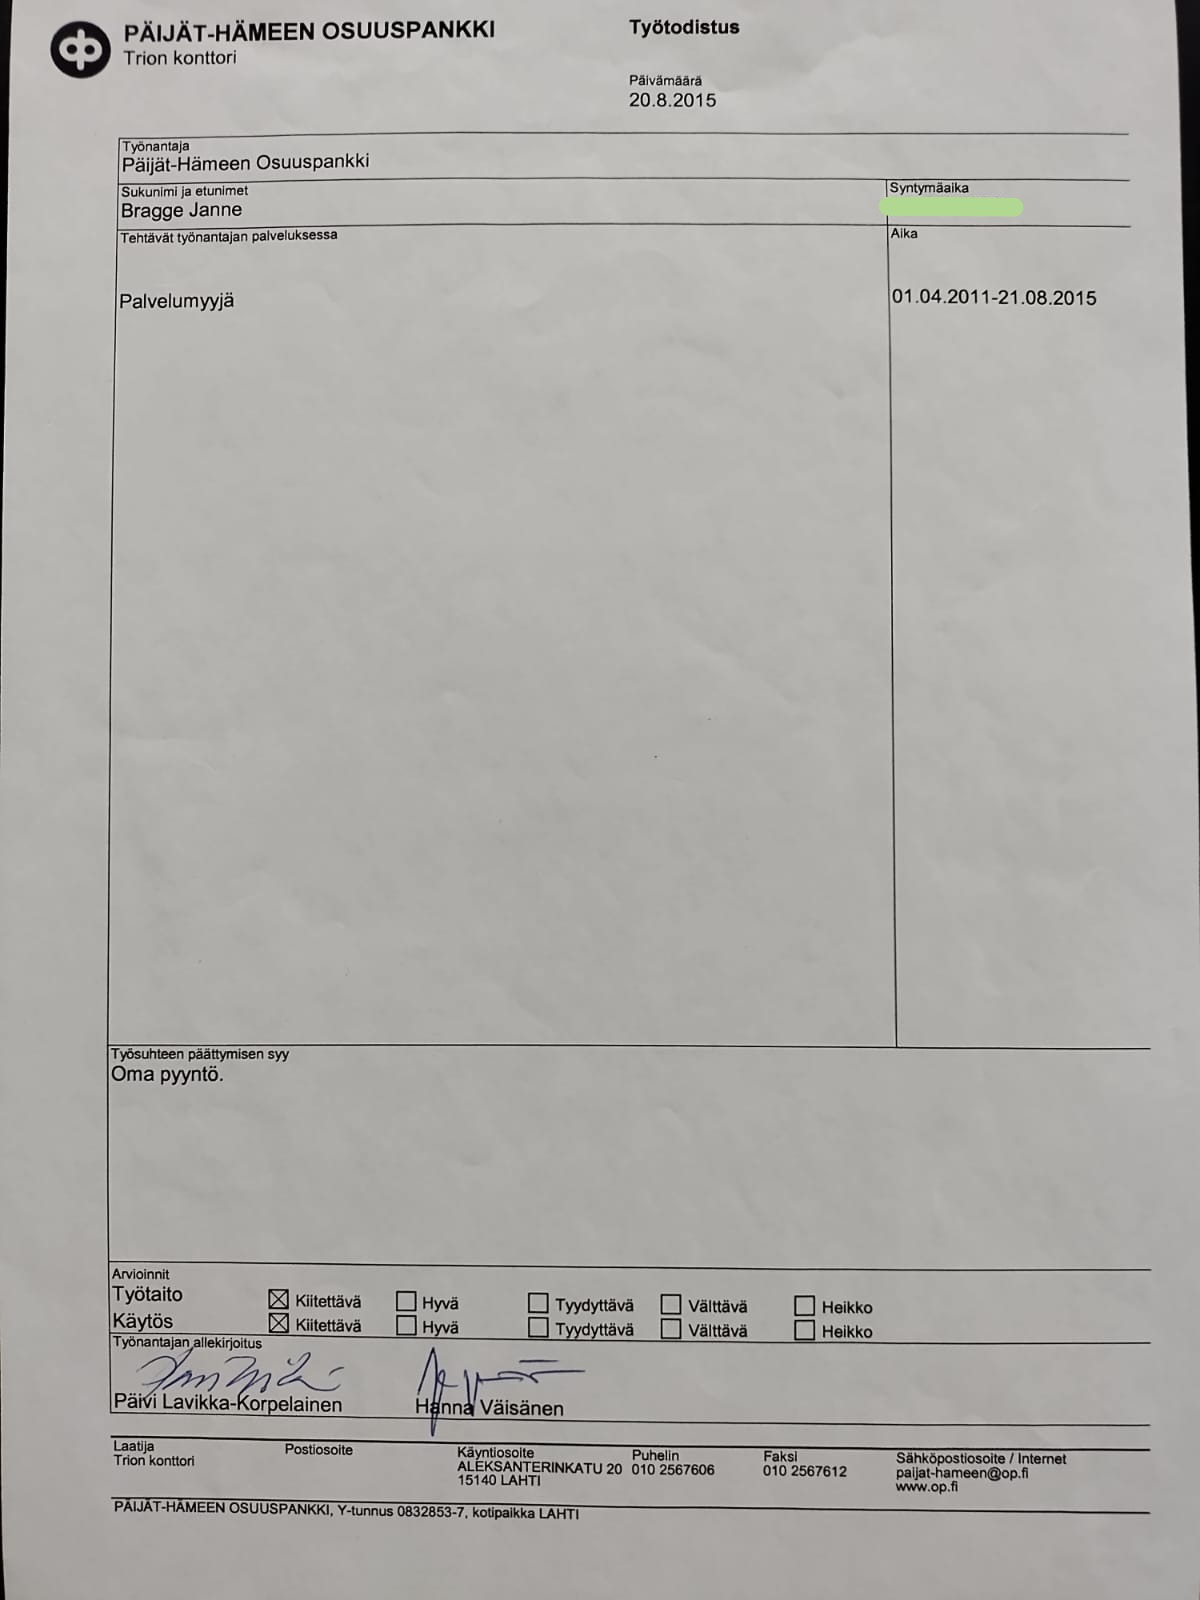 PÄIJÄT-HÄMEEN OSUUSPANKKI
Trion konttori
Työtodistus
Päivämäärä
20.8.2015
Työnantaja
Päijät-Hämeen Osuuspankki
Sukunimi ja etunimet
Bragge Janne
Syntymäaika
Tehtävät työnantajan palveluksessa
Aika
Palvelumyyjä
01.04.2011-21.08.2015
Työsuhteen päättymisen syy
Oma pyyntö.
Arvioinnit
Työtaito Kiitettävä Hyvä Tyydyttävä Välttävä Heikko
Käytös Kiitettävä Hyvä Tyydyttävä Välttävä Heikko
Työnantajan allekirjoitus
Päivi Lavikka-Korpelainen
Hanna Väisänen
Laatija
Trion konttori
Postiosoite
Käyntiosoite
ALEKSANTERINKATU 20
15140 LAHTI
Puhelin
010 2567606
Faksi
010 2567612
Sähköpostiosoite / Internet
paijat-hameen@op.fi
www.op.fi
PÄIJÄT-HÄMEEN OSUUSPANKKI, Y-tunnus 0832853-7, kotipaikka LAHTI